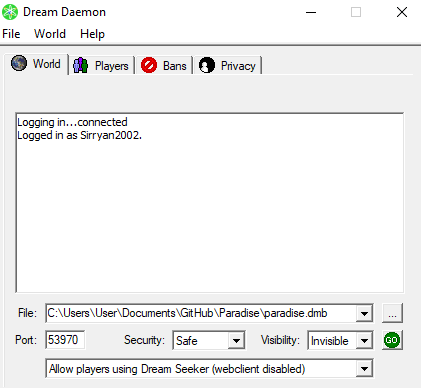 Dream Daemon
File World Help
World Players Bans Privacy
Logging in...connected
Logged in as Sirryan2002.
File: C:\Users\User\Documents\GitHub\Paradise\paradise.dmb ...
Port: 53970 Security: Safe Visibility: Invisible GO
Allow players using Dream Seeker (webclient disabled)